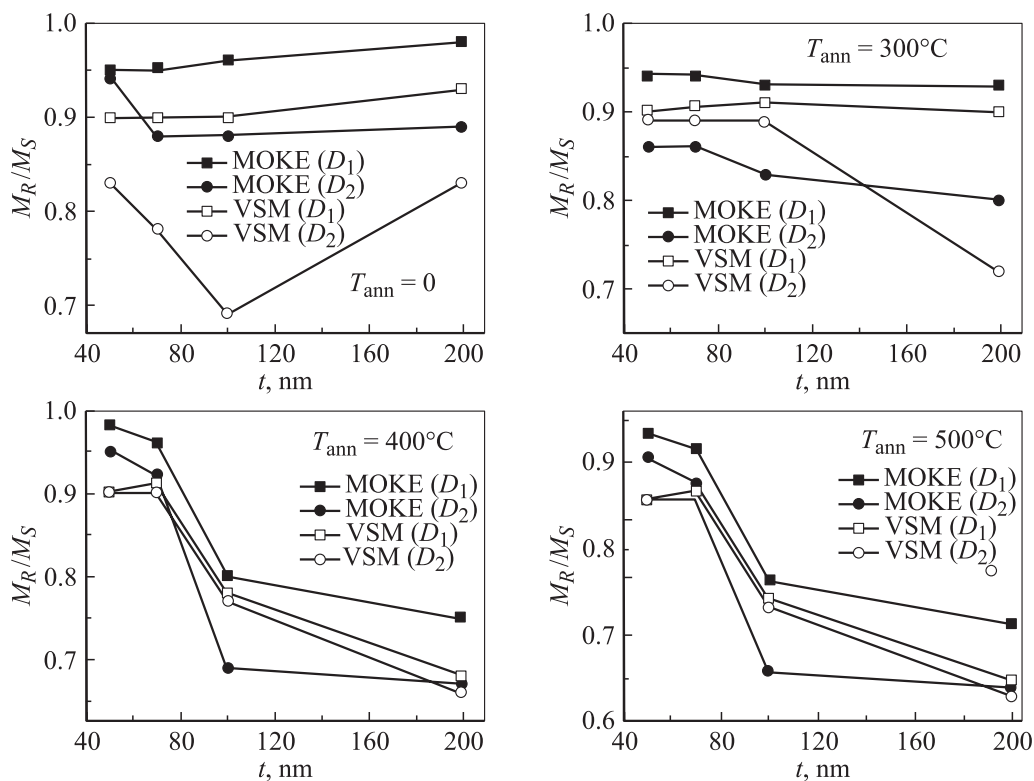 1.0
0.9
0.8
0.7
M_R/M_S
MOKE (D₁)
MOKE (D₂)
VSM (D₁)
VSM (D₂)
T_ann = 0
40 80 120 160 200
t, nm
1.0
0.9
0.8
0.7
M_R/M_S
T_ann = 300°C
MOKE (D₁)
MOKE (D₂)
VSM (D₁)
VSM (D₂)
40 80 120 160 200
t, nm
1.0
0.9
0.8
0.7
M_R/M_S
T_ann = 400°C
MOKE (D₁)
MOKE (D₂)
VSM (D₁)
VSM (D₂)
40 80 120 160 200
t, nm
0.9
0.8
0.7
0.6
M_R/M_S
T_ann = 500°C
MOKE (D₁)
MOKE (D₂)
VSM (D₁)
VSM (D₂)
40 80 120 160 200
t, nm